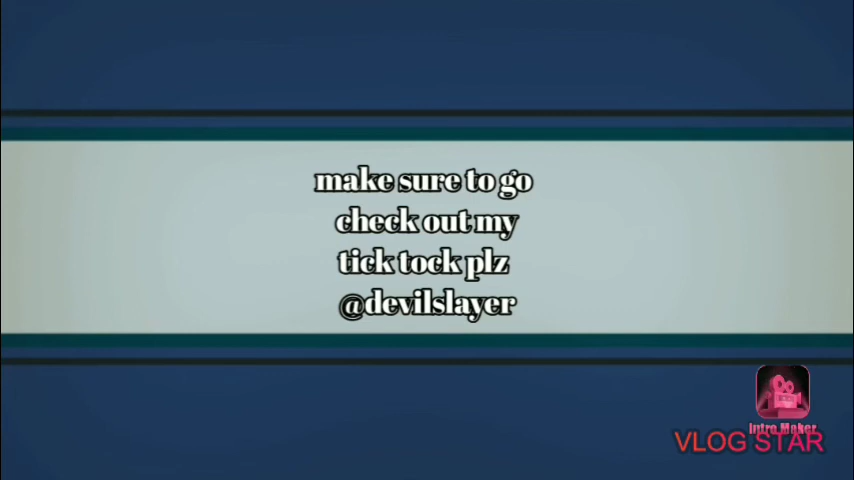 make sure to go
check out my
tick tock plz
@devilslayer
Intro Maker
VLOG STAR